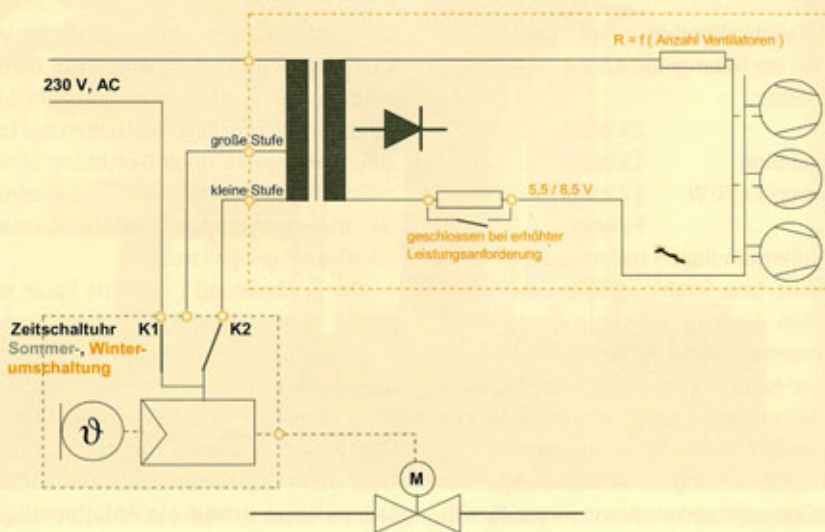 R = f ( Anzahl Ventilatoren )
230 V, AC
große Stufe
kleine Stufe
5,5 / 8,5 V
geschlossen bei erhöhter
Leistungsanforderung
Zeitschaltuhr
K1
K2
Sommer-, Winter-
umschaltung
ϑ
M